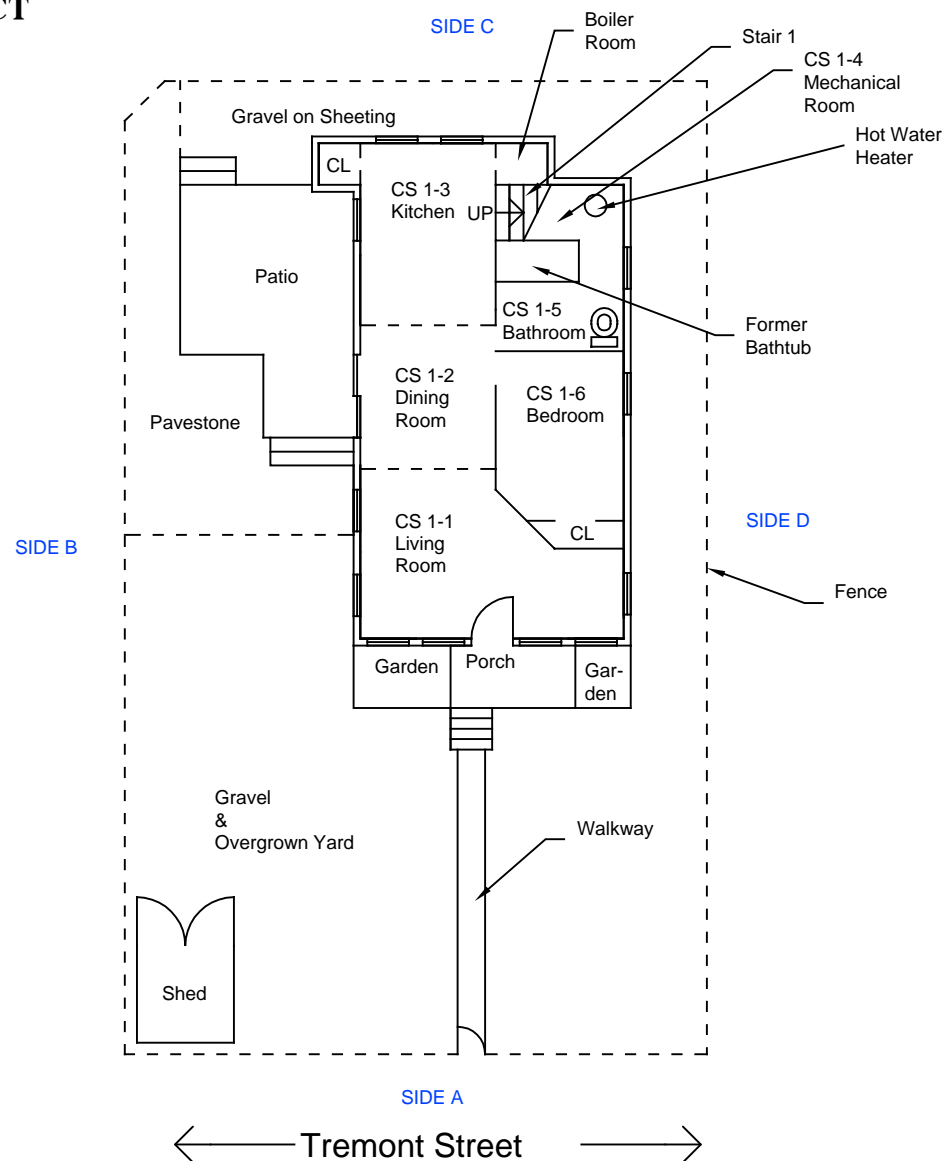 CT
SIDE C
Boiler
Room
Stair 1
CS 1-4
Mechanical
Room
Gravel on Sheeting
Hot Water
Heater
CL
CS 1-3
Kitchen
UP
Patio
CS 1-5
Bathroom
Former
Bathtub
CS 1-2
Dining
Room
CS 1-6
Bedroom
Pavestone
CS 1-1
Living
Room
CL
SIDE D
SIDE B
Fence
Garden
Porch
Gar-
den
Gravel
&
Overgrown Yard
Walkway
Shed
SIDE A
Tremont Street